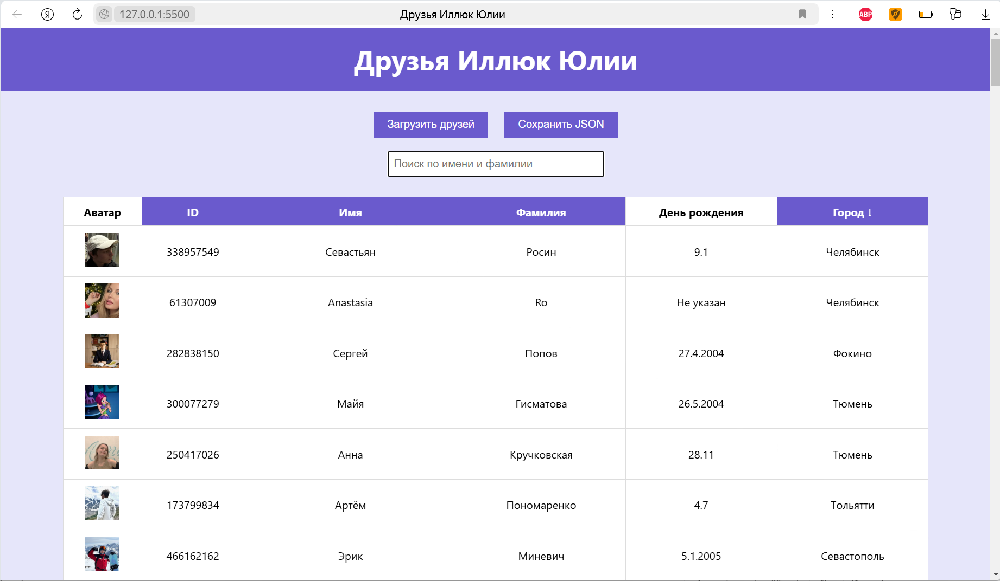 127.0.0.1:5500
Друзья Иллюк Юлии
ABP
Друзья Иллюк Юлии
Загрузить друзей
Сохранить JSON
Поиск по имени и фамилии
Аватар ID Имя Фамилия День рождения Город ↓
338957549 Севастьян Росин 9.1 Челябинск
61307009 Anastasia Ro Не указан Челябинск
282838150 Сергей Попов 27.4.2004 Фокино
300077279 Майя Гисматова 26.5.2004 Тюмень
250417026 Анна Кручковская 28.11 Тюмень
173799834 Артём Пономаренко 4.7 Тольятти
466162162 Эрик Миневич 5.1.2005 Севастополь